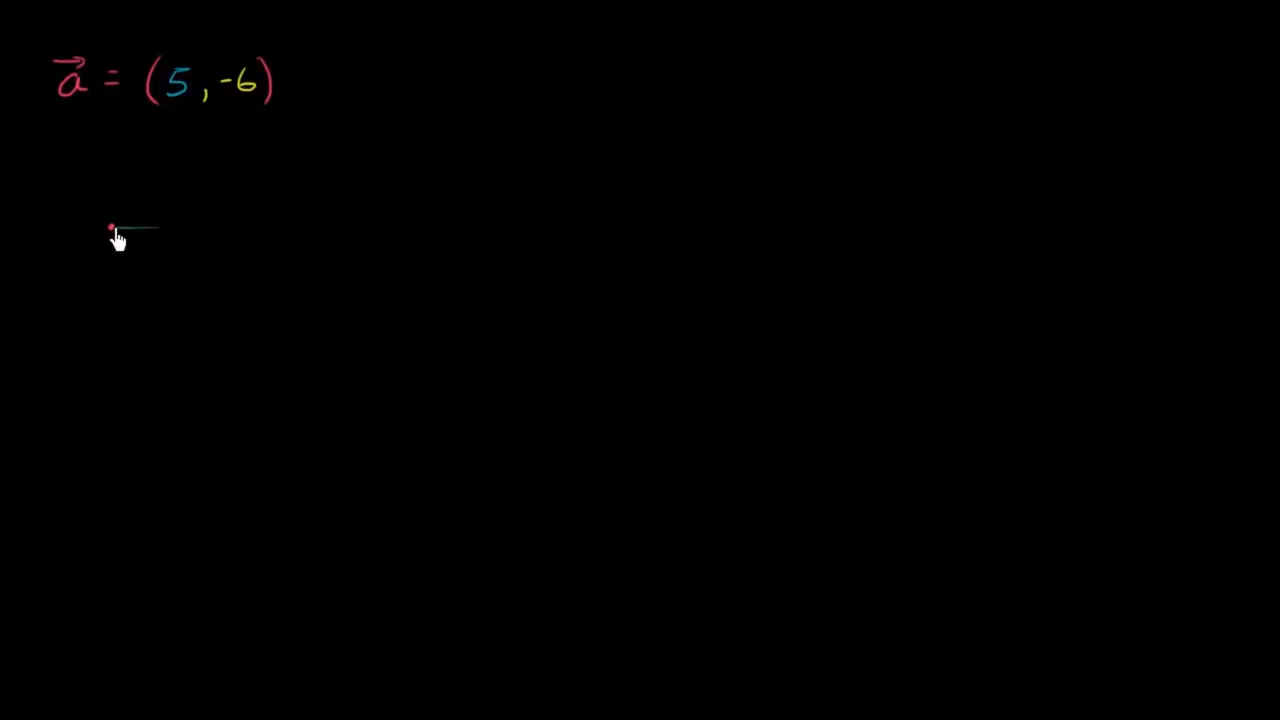 a⃗ = (5, -6)